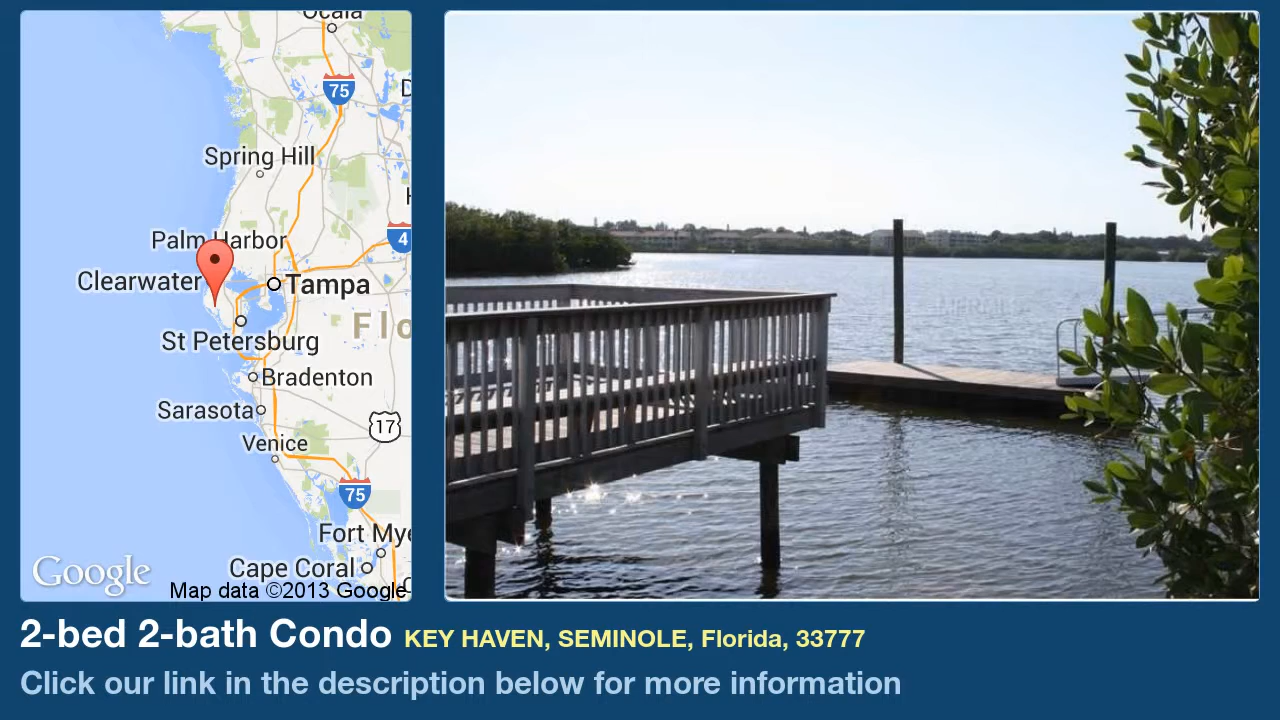 Ocala
75
D
Spring Hill
H
4
Palm Harbor
Clearwater
Tampa
Flo
St Petersburg
Bradenton
Sarasota
17
Venice
75
Fort Mye
Cape Coral
Google
Map data ©2013 Google
2-bed 2-bath Condo KEY HAVEN, SEMINOLE, Florida, 33777
Click our link in the description below for more information